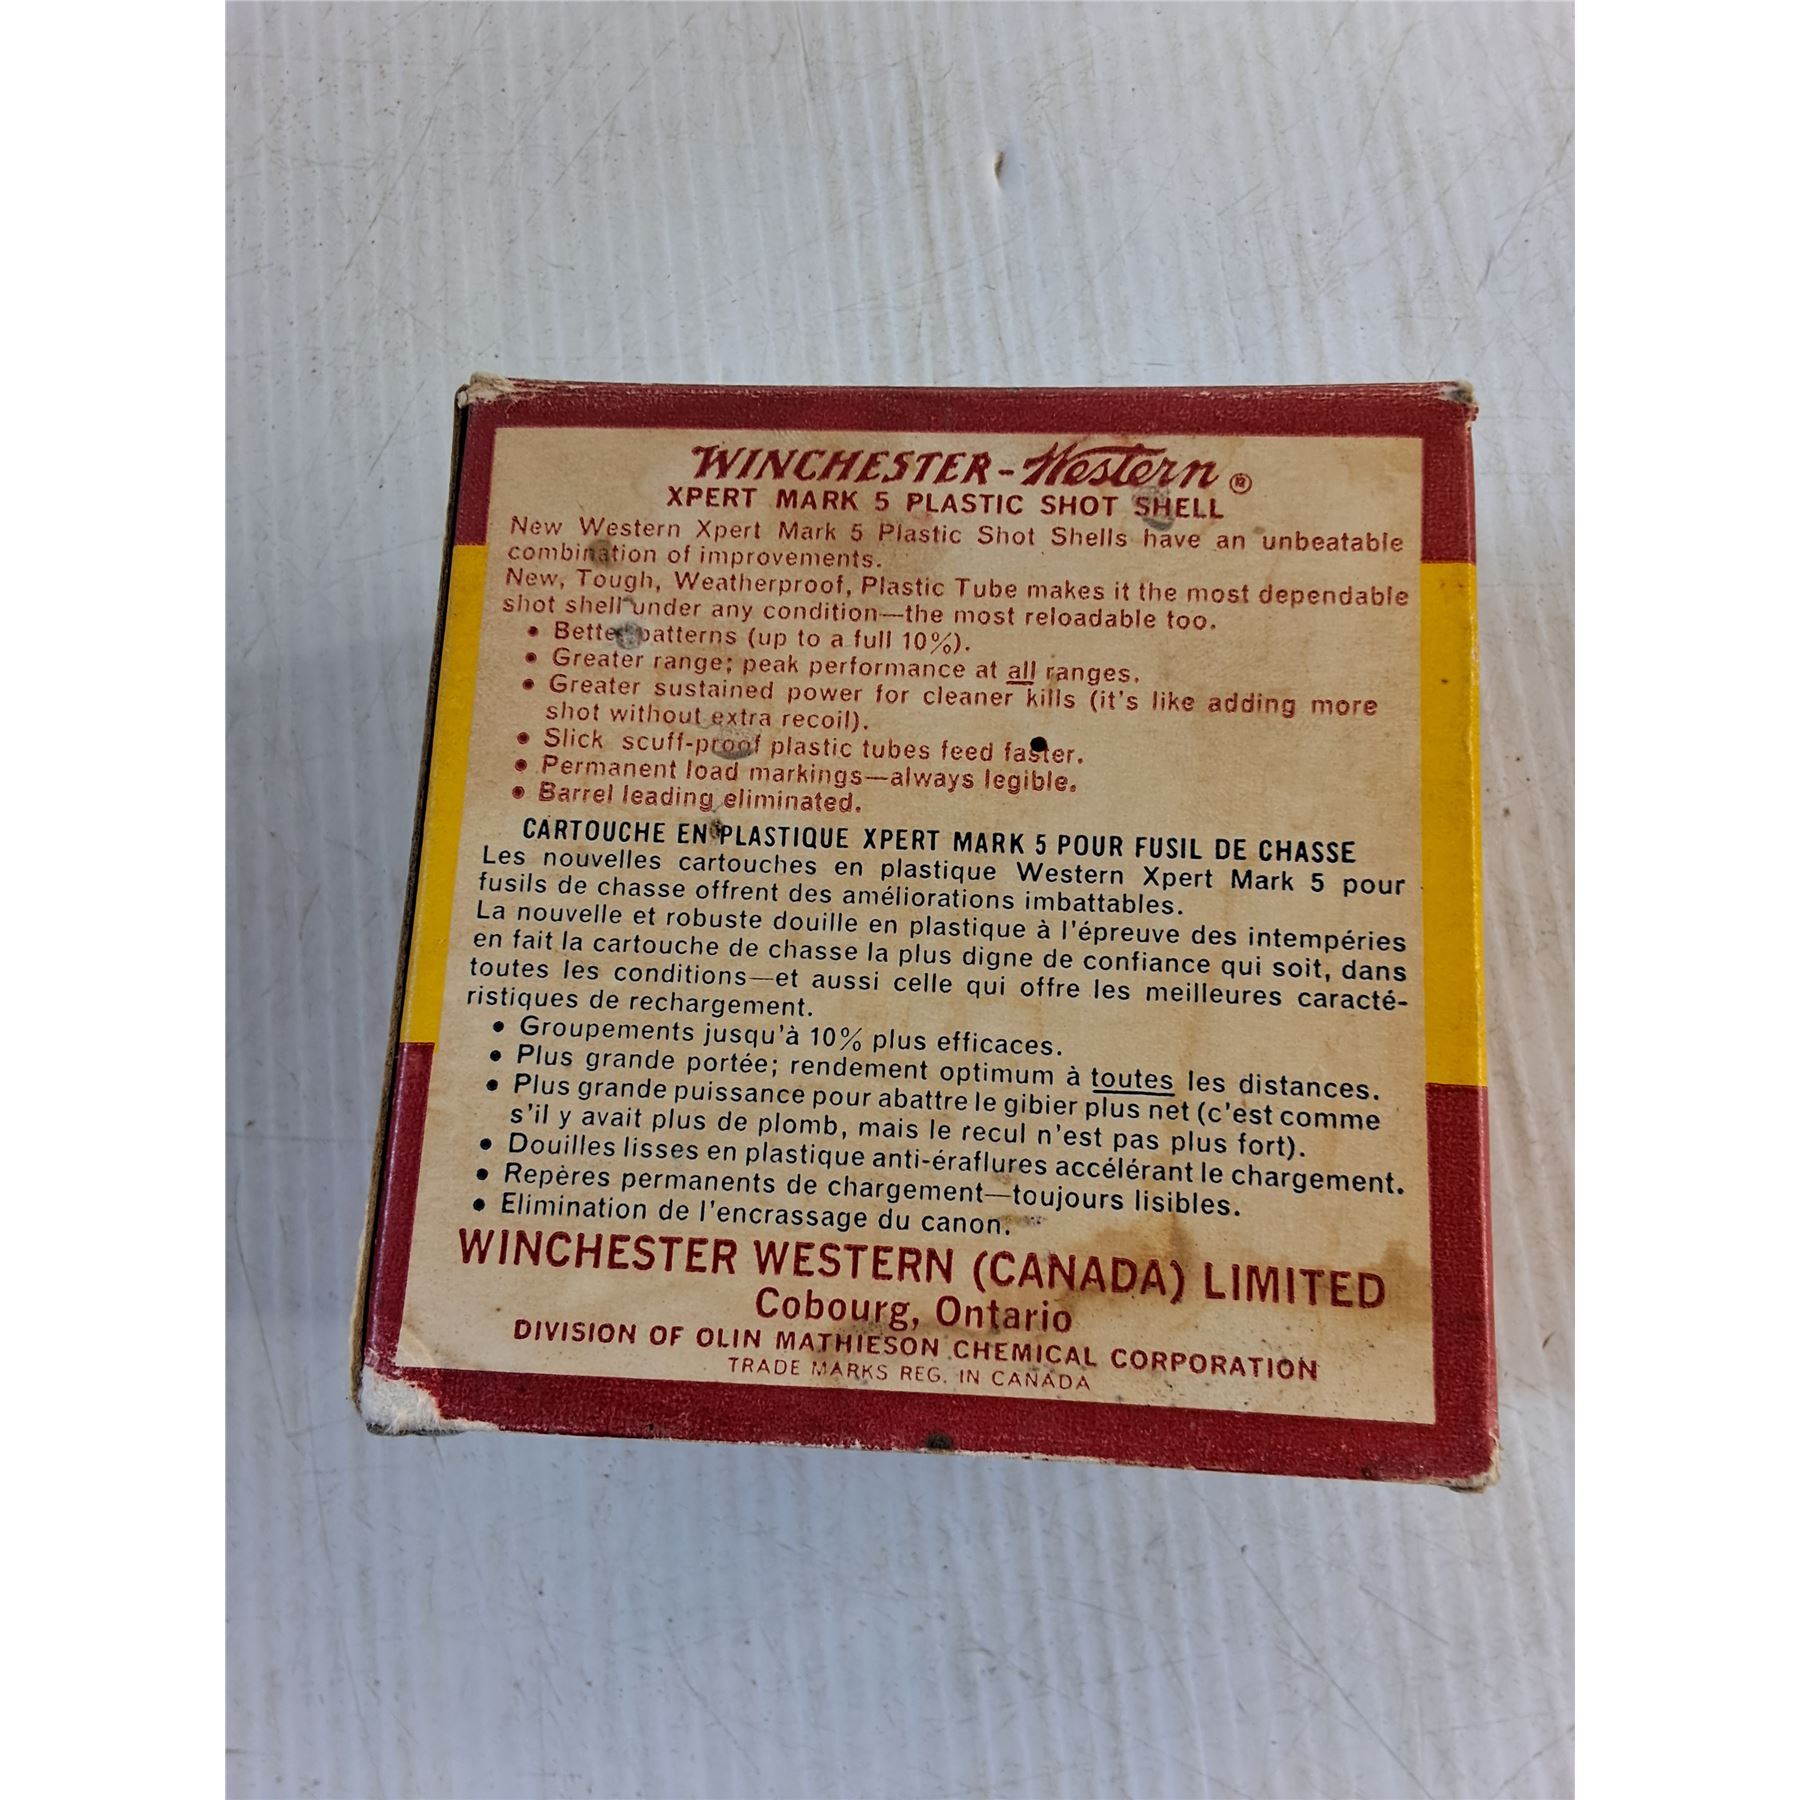 WINCHESTER-Western ®
XPERT MARK 5 PLASTIC SHOT SHELL
New Western Xpert Mark 5 Plastic Shot Shells have an unbeatable
combination of improvements.
New, Tough, Weatherproof, Plastic Tube makes it the most dependable
shot shell under any condition—the most reloadable too.
• Better patterns (up to a full 10%).
• Greater range; peak performance at all ranges.
• Greater sustained power for cleaner kills (it's like adding more
shot without extra recoil).
• Slick scuff-proof plastic tubes feed faster.
• Permanent load markings—always legible.
• Barrel leading eliminated.
CARTOUCHE EN PLASTIQUE XPERT MARK 5 POUR FUSIL DE CHASSE
Les nouvelles cartouches en plastique Western Xpert Mark 5 pour
fusils de chasse offrent des améliorations imbattables.
La nouvelle et robuste douille en plastique à l'épreuve des intempéries
en fait la cartouche de chasse la plus digne de confiance qui soit, dans
toutes les conditions—et aussi celle qui offre les meilleures caracté-
ristiques de rechargement.
• Groupements jusqu'à 10% plus efficaces.
• Plus grande portée; rendement optimum à toutes les distances.
• Plus grande puissance pour abattre le gibier plus net (c'est comme
s'il y avait plus de plomb, mais le recul n'est pas plus fort).
• Douilles lisses en plastique anti-éraflures accélérant le chargement.
• Repères permanents de chargement—toujours lisibles.
• Elimination de l'encrassage du canon.
WINCHESTER WESTERN (CANADA) LIMITED
Cobourg, Ontario
DIVISION OF OLIN MATHIESON CHEMICAL CORPORATION
TRADE MARKS REG. IN CANADA